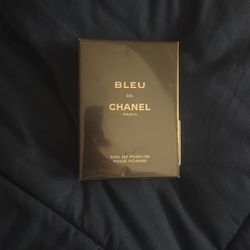 BLEU
DE
CHANEL
PARIS
EAU DE PARFUM
POUR HOMME